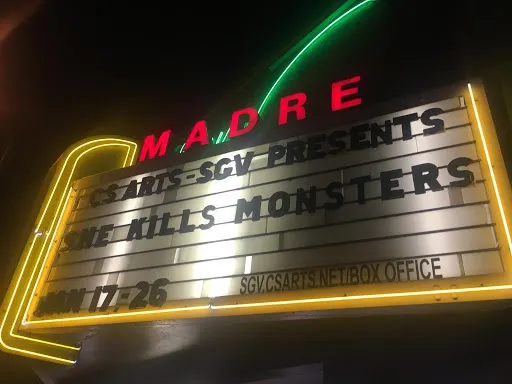 MADRE
CS ARTS-SGV PRESENTS
SHE KILLS MONSTERS
JAN 17-26
SGV.CSARTS.NET/BOX OFFICE